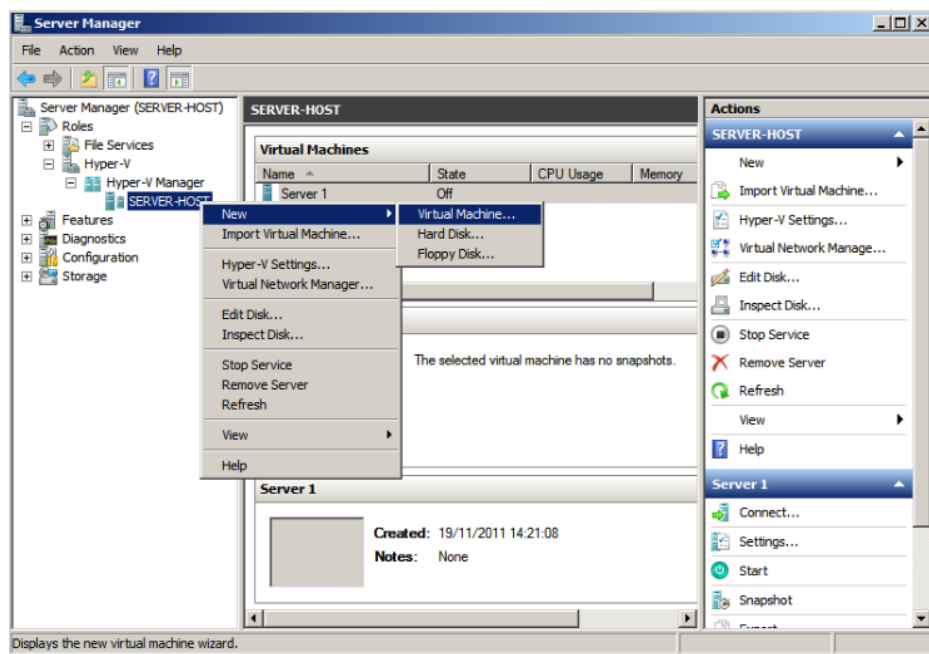 Server Manager
File Action View Help
Server Manager (SERVER-HOST)
Roles
File Services
Hyper-V
Hyper-V Manager
SERVER-HOST
Features
Diagnostics
Configuration
Storage
New
Import Virtual Machine...
Hyper-V Settings...
Virtual Network Manager...
Edit Disk...
Inspect Disk...
Stop Service
Remove Server
Refresh
View
Help
Virtual Machine...
Hard Disk...
Floppy Disk...
SERVER-HOST
Virtual Machines
Name State CPU Usage Memory
Server 1 Off
The selected virtual machine has no snapshots.
Server 1
Created: 19/11/2011 14:21:08
Notes: None
Actions
SERVER-HOST
New
Import Virtual Machine...
Hyper-V Settings...
Virtual Network Manage...
Edit Disk...
Inspect Disk...
Stop Service
Remove Server
Refresh
View
Help
Server 1
Connect...
Settings...
Start
Snapshot
Displays the new virtual machine wizard.